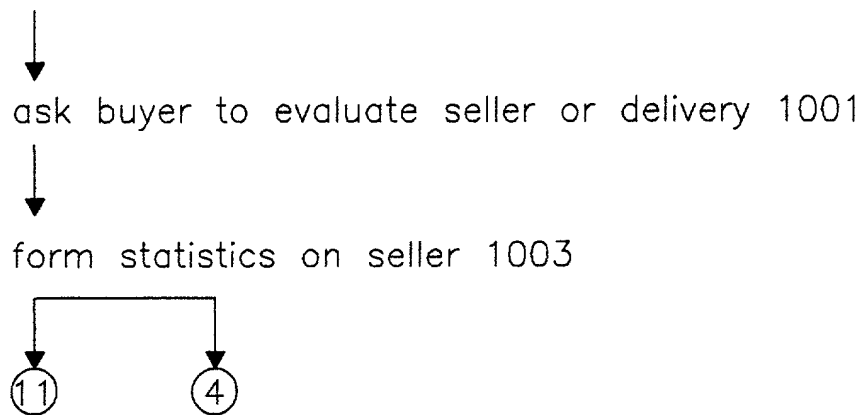 ask buyer to evaluate seller or delivery 1001
form statistics on seller 1003
11 4